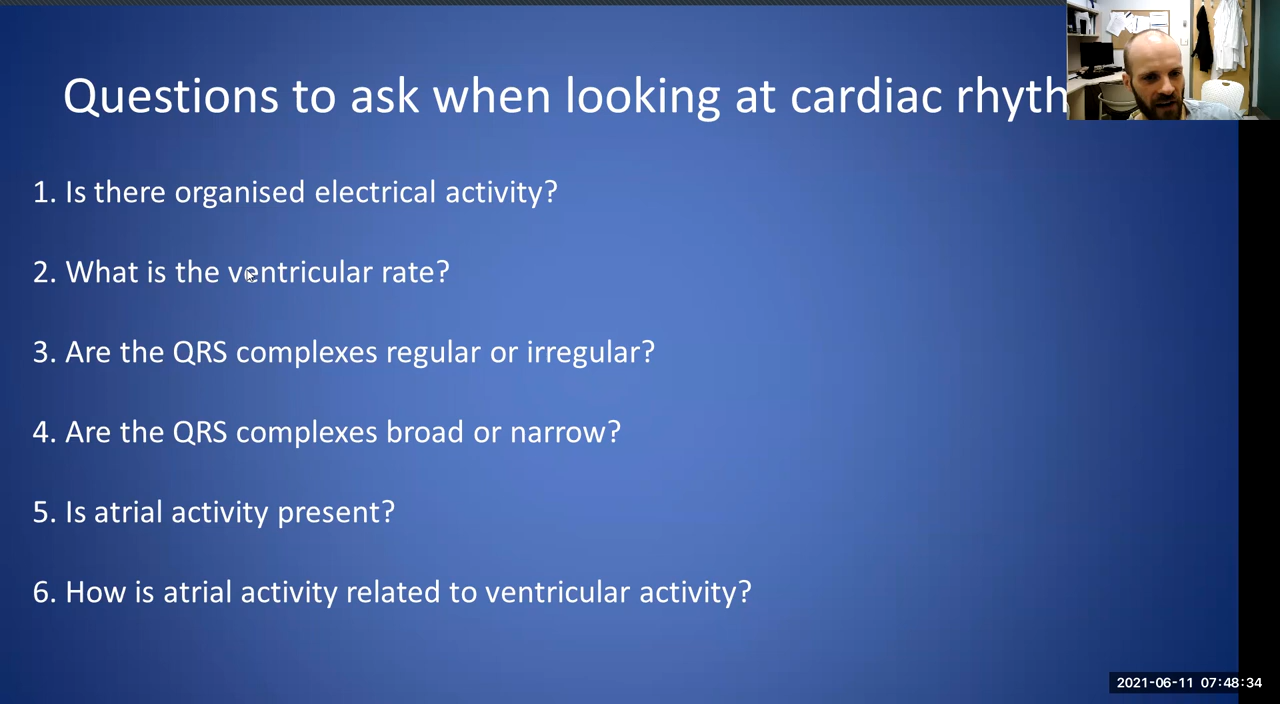 Questions to ask when looking at cardiac rhyth
1. Is there organised electrical activity?
2. What is the ventricular rate?
3. Are the QRS complexes regular or irregular?
4. Are the QRS complexes broad or narrow?
5. Is atrial activity present?
6. How is atrial activity related to ventricular activity?
2021-06-11 07:48:34